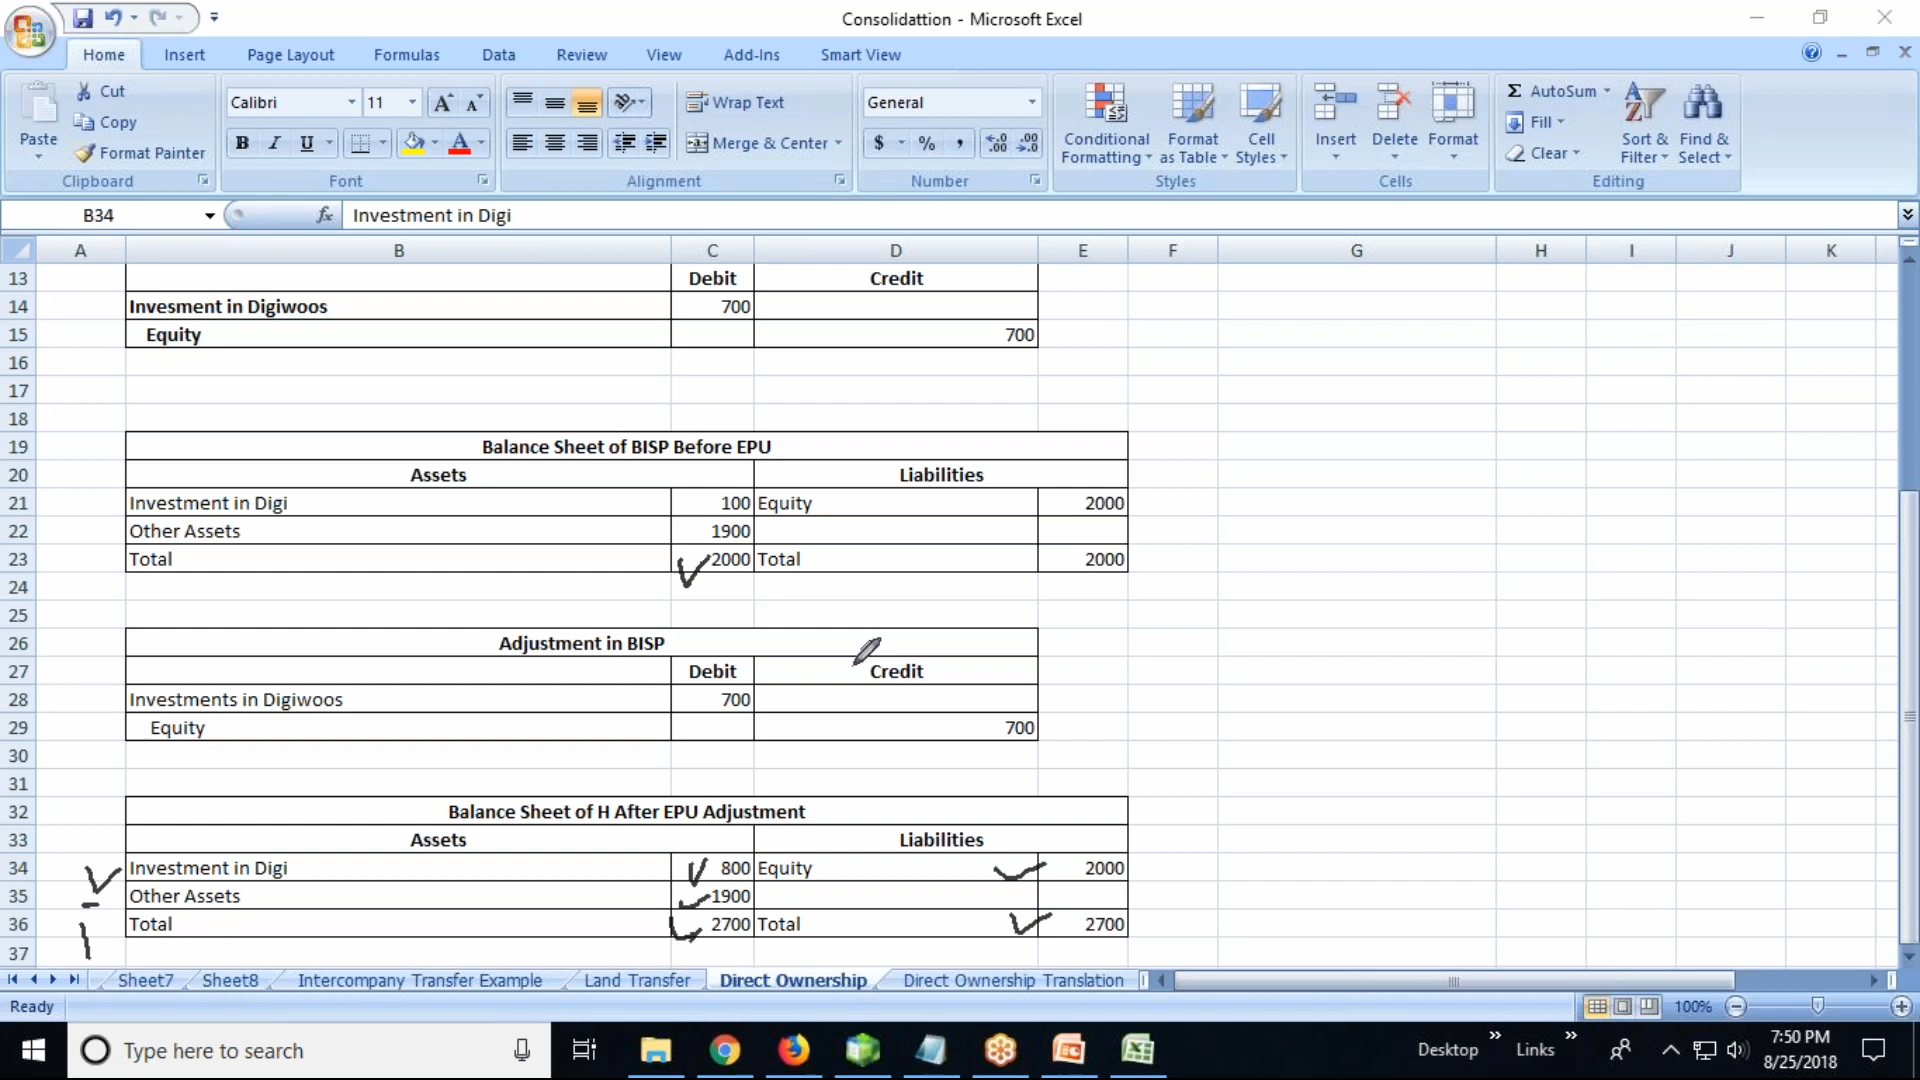 Consolidattion - Microsoft Excel
Home Insert Page Layout Formulas Data Review View Add-Ins Smart View
Paste Cut Copy Format Painter Clipboard
Calibri 11 B I U A Font
Wrap Text Merge & Center Alignment
General $ % , Number
Conditional Formatting Format as Table Cell Styles Styles
Insert Delete Format Cells
Σ AutoSum Fill Clear Sort & Filter Find & Select Editing
B34 fx Investment in Digi
A B C D E F G H I J K
13 Debit Credit
14 Invesment in Digiwoos 700
15 Equity 700
16
17
18
19 Balance Sheet of BISP Before EPU
20 Assets Liabilities
21 Investment in Digi 100 Equity 2000
22 Other Assets 1900
23 Total 2000 Total 2000
24
25
26 Adjustment in BISP
27 Debit Credit
28 Investments in Digiwoos 700
29 Equity 700
30
31
32 Balance Sheet of H After EPU Adjustment
33 Assets Liabilities
34 Investment in Digi 800 Equity 2000
35 Other Assets 1900
36 Total 2700 Total 2700
37
Sheet7 Sheet8 Intercompany Transfer Example Land Transfer Direct Ownership Direct Ownership Translation
Ready 100%
Type here to search Desktop Links 7:50 PM
8/25/2018